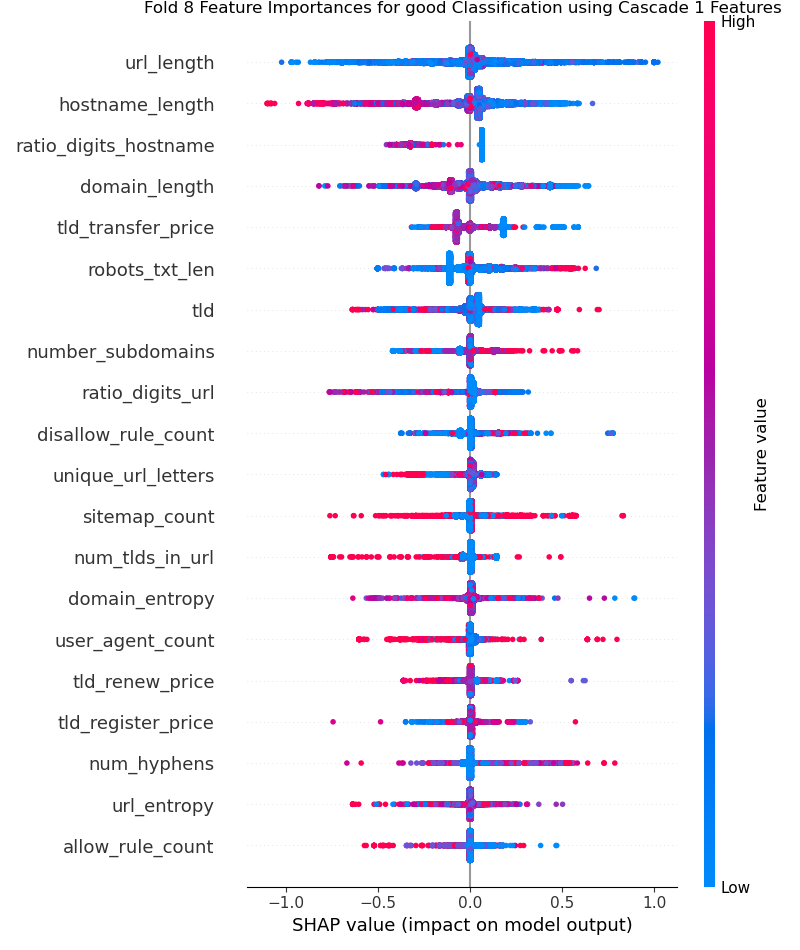 Fold 8 Feature Importances for good Classification using Cascade 1 Features
High
url_length
hostname_length
ratio_digits_hostname
domain_length
tld_transfer_price
robots_txt_len
tld
number_subdomains
ratio_digits_url
disallow_rule_count
unique_url_letters
sitemap_count
num_tlds_in_url
domain_entropy
user_agent_count
tld_renew_price
tld_register_price
num_hyphens
url_entropy
allow_rule_count
Feature value
Low
−1.0 −0.5 0.0 0.5 1.0
SHAP value (impact on model output)